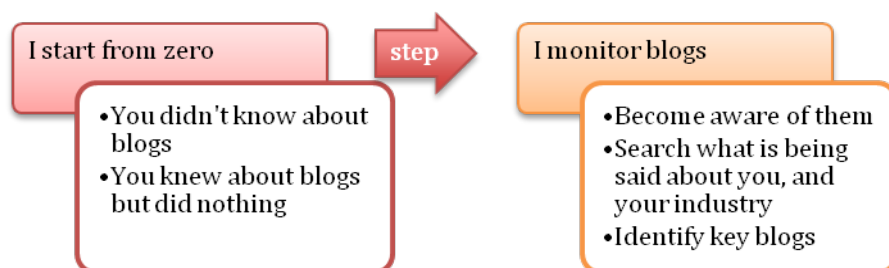 I start from zero
•You didn’t know about
blogs
•You knew about blogs
but did nothing
step
I monitor blogs
•Become aware of them
•Search what is being
said about you, and
your industry
•Identify key blogs